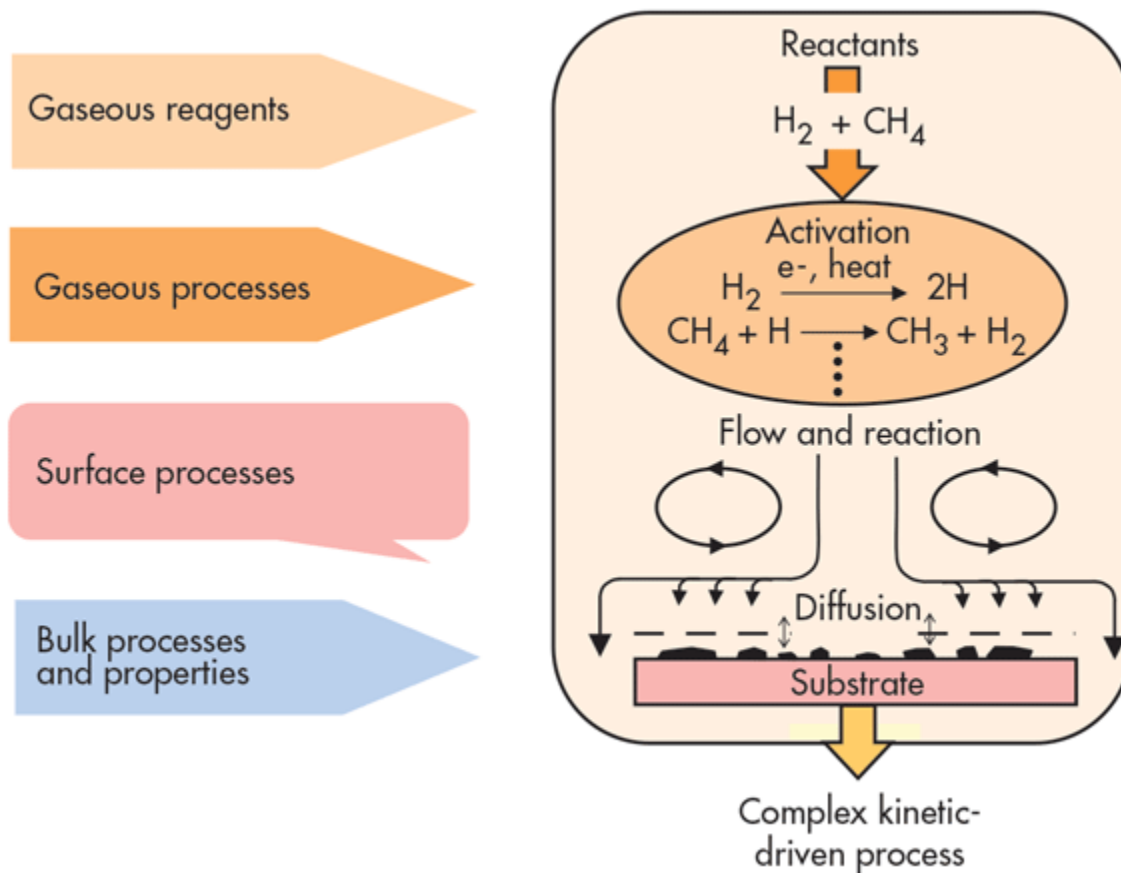 Gaseous reagents
Gaseous processes
Surface processes
Bulk processes
and properties
Reactants
H₂ + CH₄
Activation
e-, heat
H₂ → 2H
CH₄ + H → CH₃ + H₂
Flow and reaction
Diffusion
Substrate
Complex kinetic-
driven process